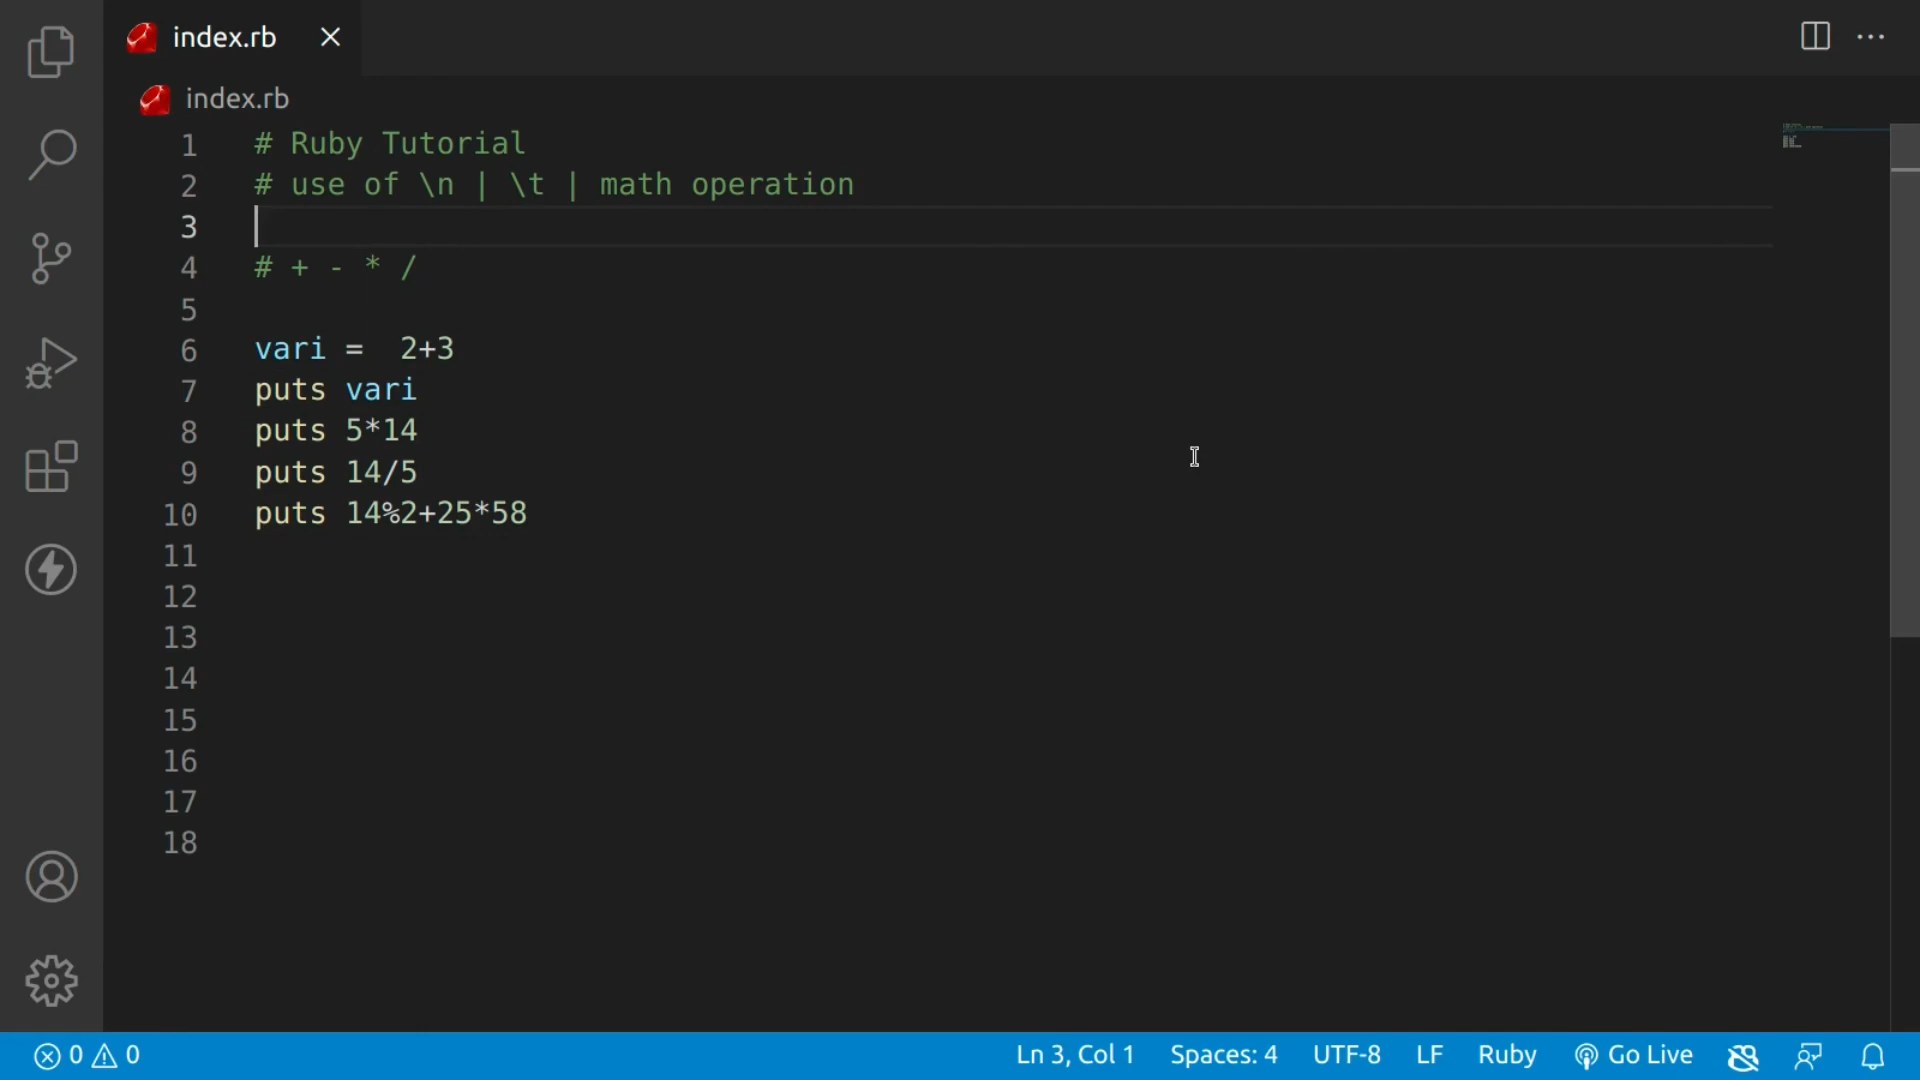 index.rb
index.rb
1 # Ruby Tutorial
2 # use of \n | \t | math operation
3
4 # + - * /
5
6 vari =  2+3
7 puts vari
8 puts 5*14
9 puts 14/5
10 puts 14%2+25*58
11
12
13
14
15
16
17
18
0 0 Ln 3, Col 1 Spaces: 4 UTF-8 LF Ruby Go Live